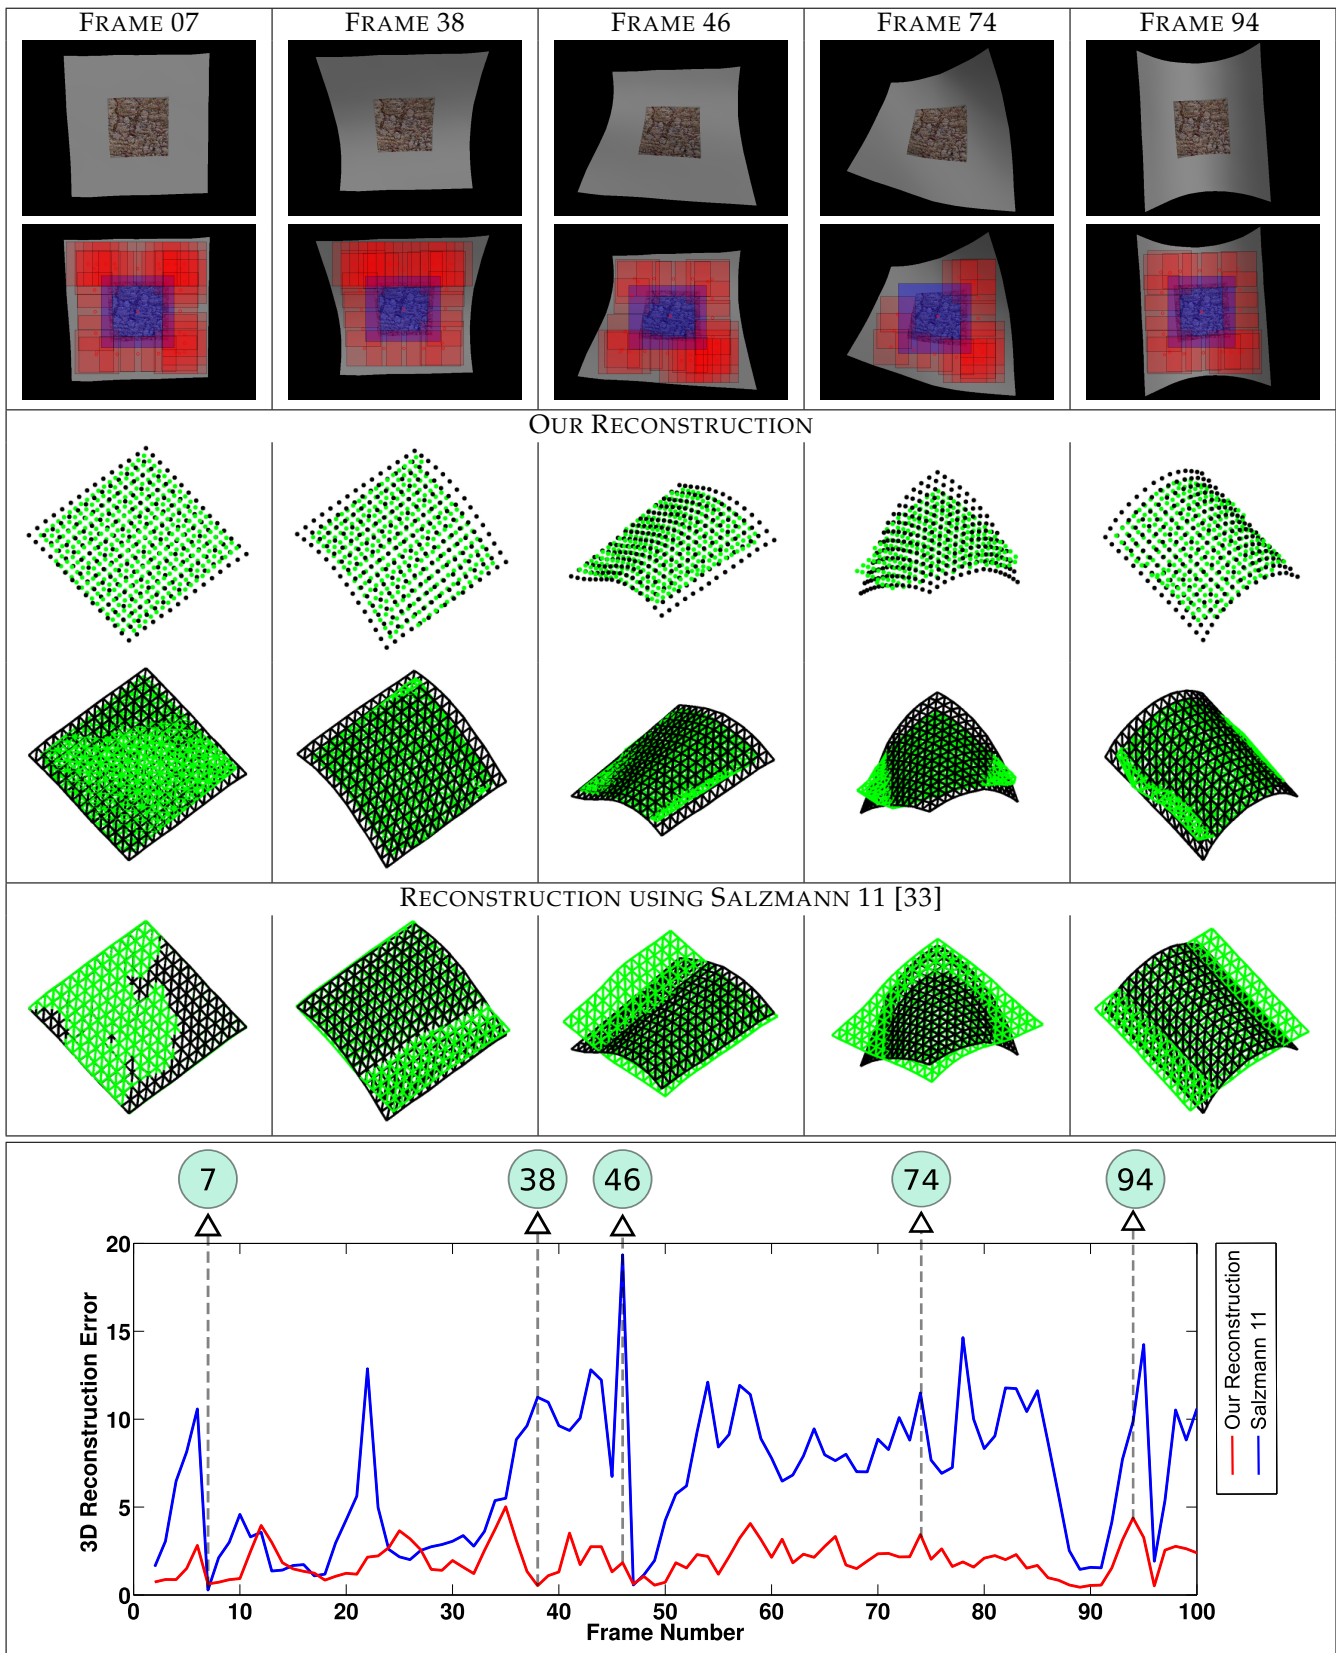 FRAME 07
FRAME 38
FRAME 46
FRAME 74
FRAME 94
OUR RECONSTRUCTION
RECONSTRUCTION USING SALZMANN 11 [33]
7
38
46
74
94
20
15
10
5
0
3D Reconstruction Error
0 10 20 30 40 50 60 70 80 90 100
Frame Number
Our Reconstruction
Salzmann 11